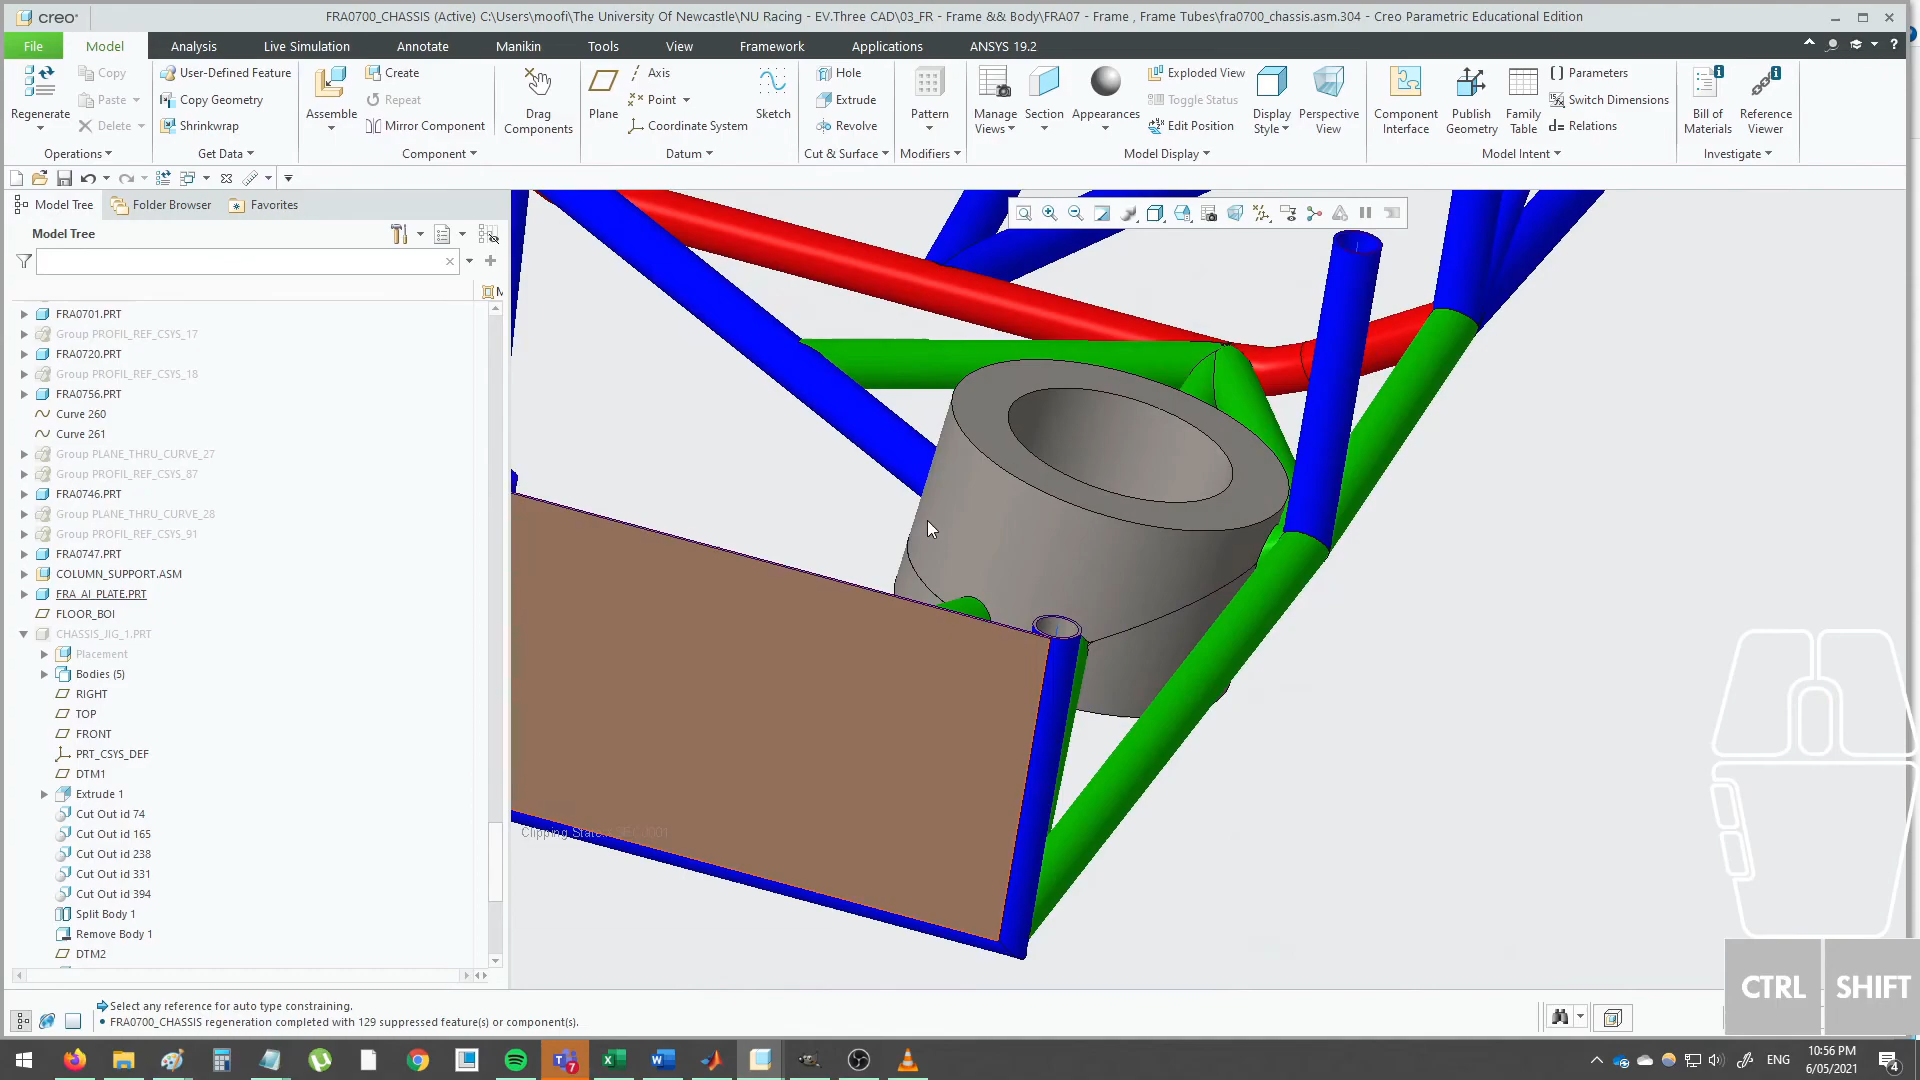 creo
FRA0700_CHASSIS (Active) C:\Users\moofi\The University Of Newcastle\NU Racing - EV.Three CAD\03_FR - Frame && Body\FRA07 - Frame , Frame Tubes\fra0700_chassis.asm.304 - Creo Parametric Educational Edition
File Model Analysis Live Simulation Annotate Manikin Tools View Framework Applications ANSYS 19.2
Regenerate
Copy
Paste
Delete
Operations
User-Defined Feature
Copy Geometry
Shrinkwrap
Get Data
Assemble
Create
Repeat
Mirror Component
Drag
Components
Component
Plane
Axis
Point
Coordinate System
Sketch
Datum
Hole
Extrude
Revolve
Cut & Surface
Pattern
Modifiers
Manage
Views
Section
Appearances
Exploded View
Toggle Status
Edit Position
Display
Style
Perspective
View
Model Display
Component
Interface
Publish
Geometry
Family
Table
Parameters
Switch Dimensions
Relations
Model Intent
Bill of
Materials
Reference
Viewer
Investigate
Model Tree Folder Browser Favorites
Model Tree
FRA0701.PRT
Group PROFIL_REF_CSYS_17
FRA0720.PRT
Group PROFIL_REF_CSYS_18
FRA0756.PRT
Curve 260
Curve 261
Group PLANE_THRU_CURVE_27
Group PROFIL_REF_CSYS_87
FRA0746.PRT
Group PLANE_THRU_CURVE_28
Group PROFIL_REF_CSYS_91
FRA0747.PRT
COLUMN_SUPPORT.ASM
FRA_AI_PLATE.PRT
FLOOR_BOI
CHASSIS_JIG_1.PRT
Placement
Bodies (5)
RIGHT
TOP
FRONT
PRT_CSYS_DEF
DTM1
Extrude 1
Cut Out id 74
Cut Out id 165
Cut Out id 238
Cut Out id 331
Cut Out id 394
Split Body 1
Remove Body 1
DTM2
CTRL SHIFT
Select any reference for auto type constraining.
• FRA0700_CHASSIS regeneration completed with 129 suppressed feature(s) or component(s).
ENG
10:56 PM
6/05/2021